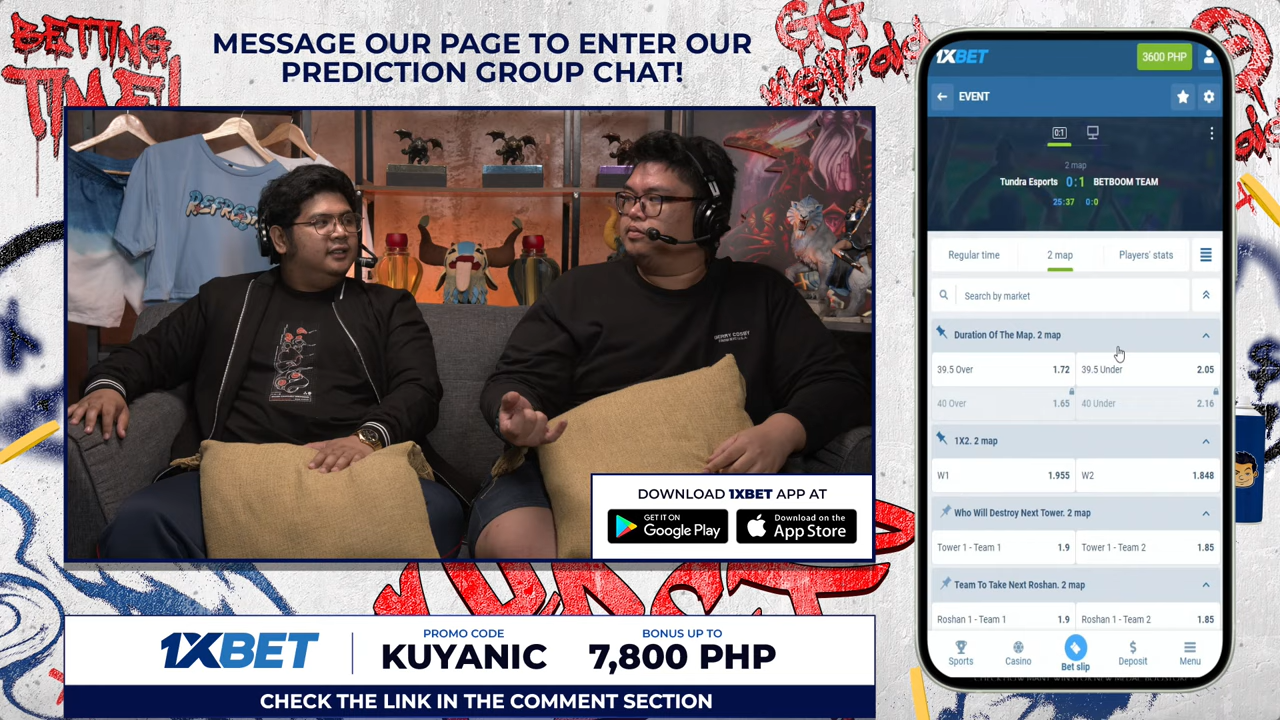 BETTING
TIME!
MESSAGE OUR PAGE TO ENTER OUR
PREDICTION GROUP CHAT!
GG
REFRESH
DOWNLOAD 1XBET APP AT
GET IT ON
Google Play
Download on the
App Store
1XBET
PROMO CODE
KUYANIC
BONUS UP TO
7,800 PHP
CHECK THE LINK IN THE COMMENT SECTION
1XBET
3600 PHP
EVENT
0:1
2 map
Tundra Esports 0:1 BETBOOM TEAM
25:37 0:0
Regular time 2 map Players' stats
Search by market
Duration Of The Map. 2 map
39.5 Over 1.72 39.5 Under 2.05
40 Over 1.65 40 Under 2.16
1X2. 2 map
W1 1.955 W2 1.848
Who Will Destroy Next Tower. 2 map
Tower 1 - Team 1 1.9 Tower 1 - Team 2 1.85
Team To Take Next Roshan. 2 map
Roshan 1 - Team 1 1.9 Roshan 1 - Team 2 1.85
Sports Casino Bet slip Deposit Menu